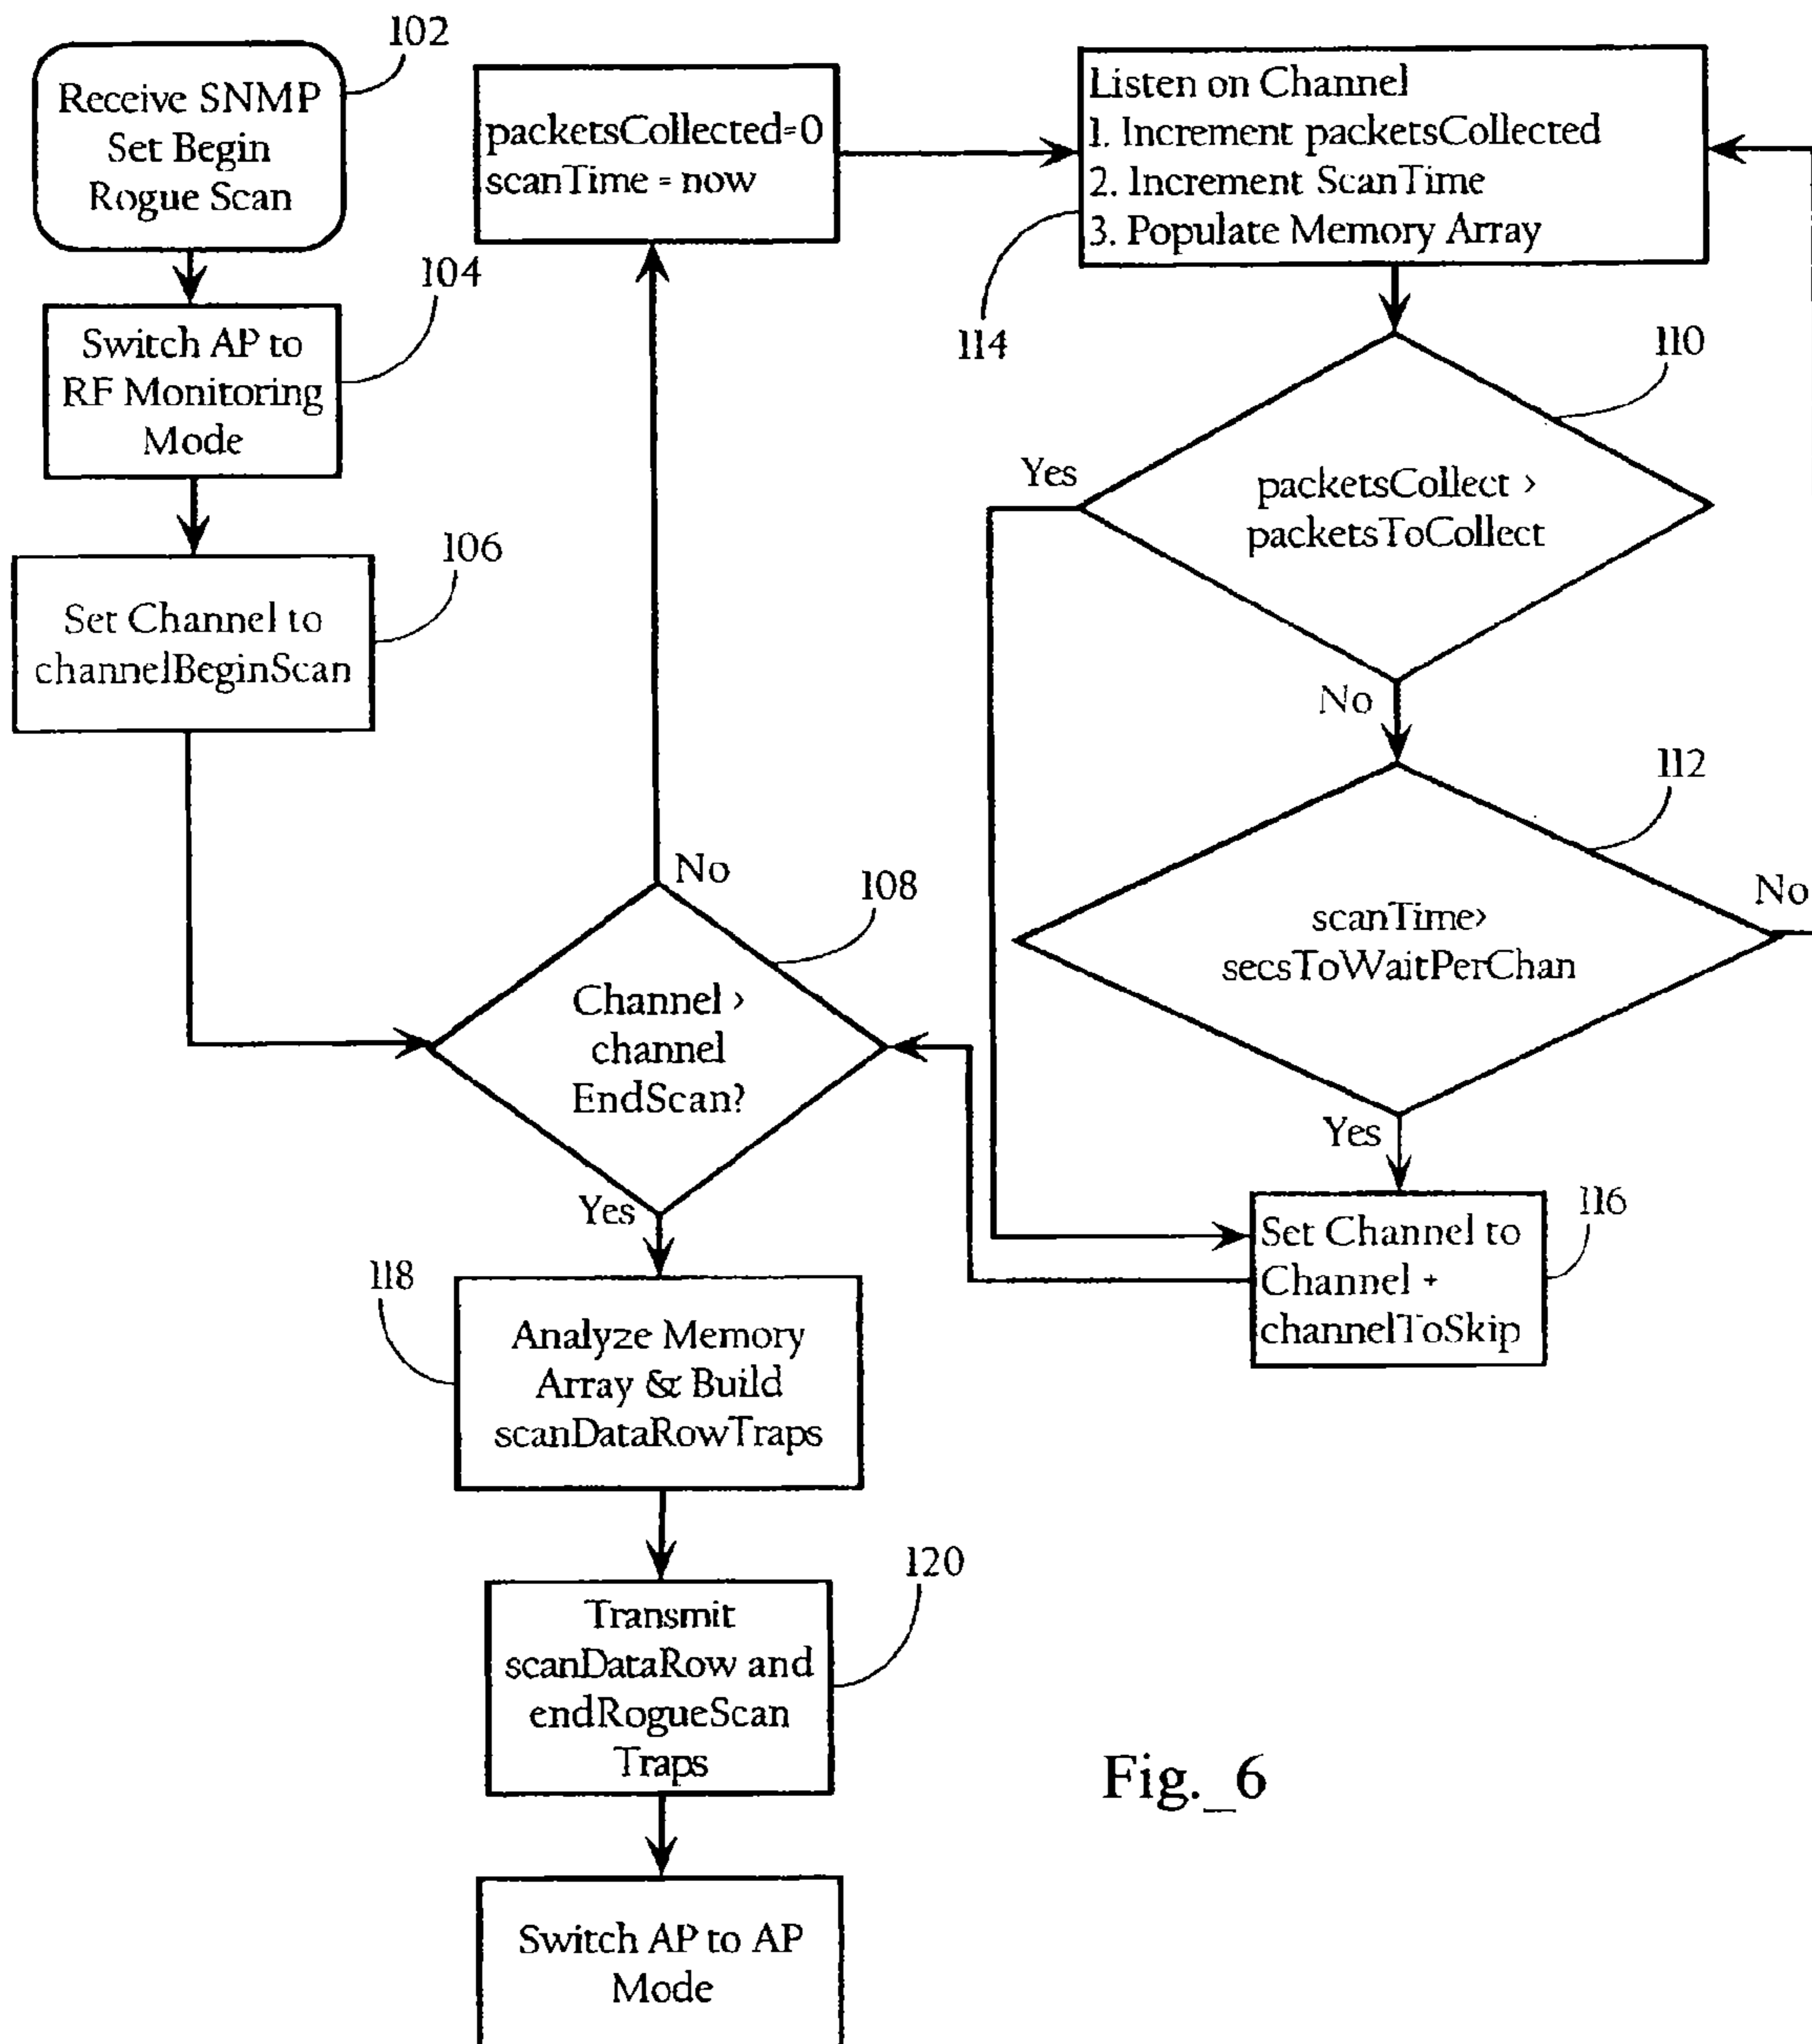 102
Receive SNMP
Set Begin
Rogue Scan
104
Switch AP to
RF Monitoring
Mode
106
Set Channel to
channelBeginScan
packetsCollected=0
scanTime = now
Listen on Channel
1. Increment packetsCollected
2. Increment ScanTime
3. Populate Memory Array
114
110
Yes
packetsCollect >
packetsToCollect
No
112
scanTime>
secsToWaitPerChan
No
Yes
116
Set Channel to
Channel +
channelToSkip
No
108
Channel >
channel
EndScan?
Yes
118
Analyze Memory
Array & Build
scanDataRowTraps
120
Transmit
scanDataRow and
endRogueScan
Traps
Switch AP to AP
Mode
Fig._6